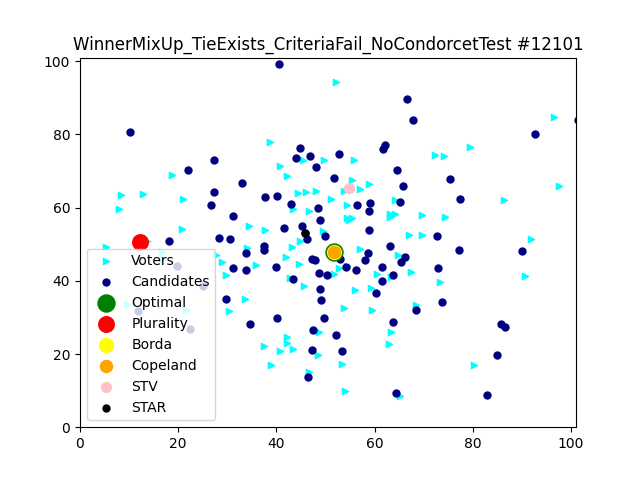 WinnerMixUp_TieExists_CriteriaFail_NoCondorcetTest #12101
100
80
60
40
20
0
0 20 40 60 80 100
Voters
Candidates
Optimal
Plurality
Borda
Copeland
STV
STAR